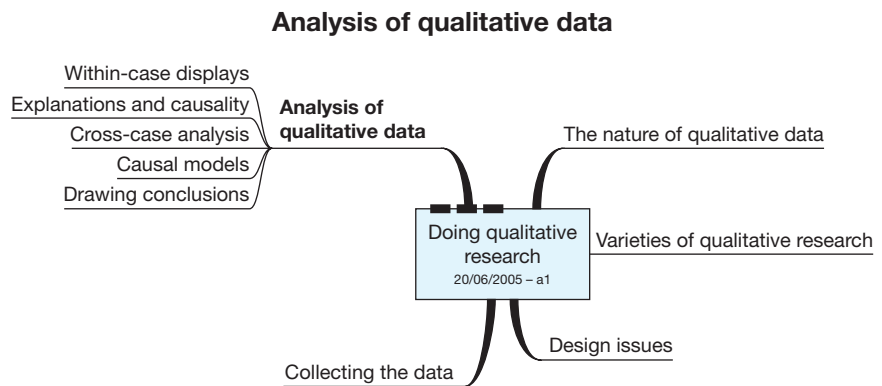 Analysis of qualitative data
Within-case displays
Explanations and causality
Cross-case analysis
Causal models
Drawing conclusions
Analysis of
qualitative data
The nature of qualitative data
Doing qualitative
research
20/06/2005 – a1
Varieties of qualitative research
Design issues
Collecting the data